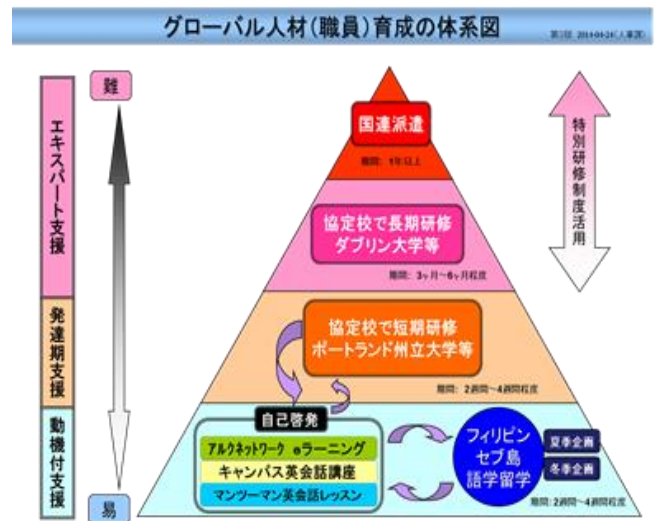 グローバル人材(職員)育成の体系図
2014-04-24(人事課)
難
エキスパート支援
国連派遣
期間: 1年以上
特別研修制度活用
協定校で長期研修
ダブリン大学等
期間: 3ヶ月～6ヶ月程度
発達期支援
協定校で短期研修
ポートランド州立大学等
期間: 2週間～4週間程度
動機付支援
自己啓発
アルクネットワーク eラーニング
キャンパス英会話講座
マンツーマン英会話レッスン
フィリピン
セブ島
語学留学
夏季企画
冬季企画
期間: 2週間～4週間程度
易